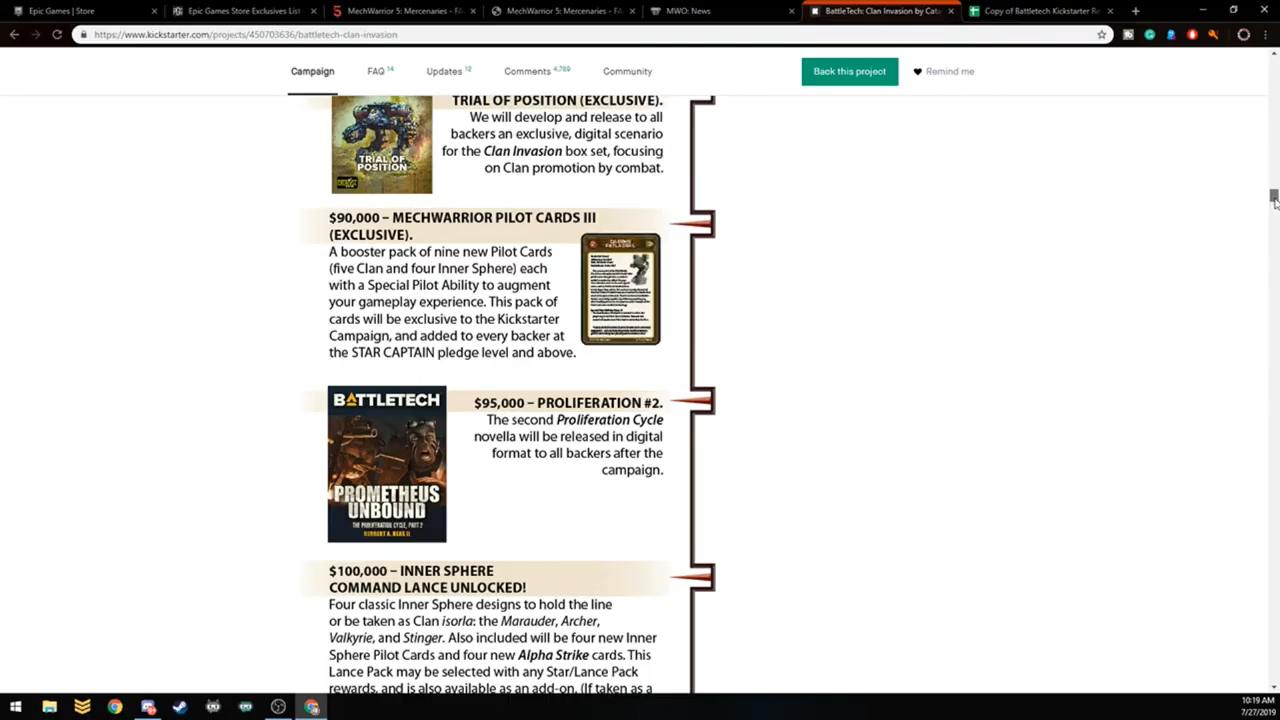 Epic Games | Store
Epic Games Store Exclusives List
MechWarrior 5: Mercenaries - FA
MechWarrior 5: Mercenaries - FA
MWO: News
BattleTech: Clan Invasion by Cata
Copy of Battletech Kickstarter Re
https://www.kickstarter.com/projects/450703636/battletech-clan-invasion
Campaign
FAQ 14
Updates 12
Comments 4,789
Community
Back this project
Remind me
TRIAL OF POSITION (EXCLUSIVE).
We will develop and release to all
backers an exclusive, digital scenario
for the Clan Invasion box set, focusing
on Clan promotion by combat.
TRIAL OF
POSITION
$90,000 – MECHWARRIOR PILOT CARDS III
(EXCLUSIVE).
A booster pack of nine new Pilot Cards
(five Clan and four Inner Sphere) each
with a Special Pilot Ability to augment
your gameplay experience. This pack of
cards will be exclusive to the Kickstarter
Campaign, and added to every backer at
the STAR CAPTAIN pledge level and above.
BATTLETECH
PROMETHEUS
UNBOUND
THE PROLIFERATION CYCLE, PART 2
HERBERT A. BEAS II
$95,000 – PROLIFERATION #2.
The second Proliferation Cycle
novella will be released in digital
format to all backers after the
campaign.
$100,000 – INNER SPHERE
COMMAND LANCE UNLOCKED!
Four classic Inner Sphere designs to hold the line
or be taken as Clan isorla: the Marauder, Archer,
Valkyrie, and Stinger. Also included will be four new Inner
Sphere Pilot Cards and four new Alpha Strike cards. This
Lance Pack may be selected with any Star/Lance Pack
rewards, and is also available as an add-on. (If taken as a
10:19 AM
7/27/2019